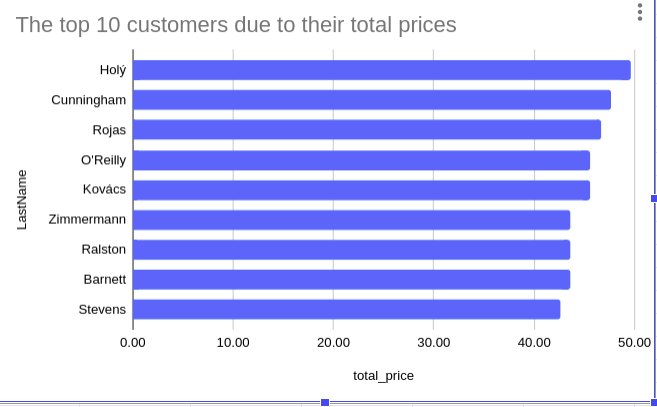 The top 10 customers due to their total prices
LastName
Holý
Cunningham
Rojas
O'Reilly
Kovács
Zimmermann
Ralston
Barnett
Stevens
0.00 10.00 20.00 30.00 40.00 50.00
total_price